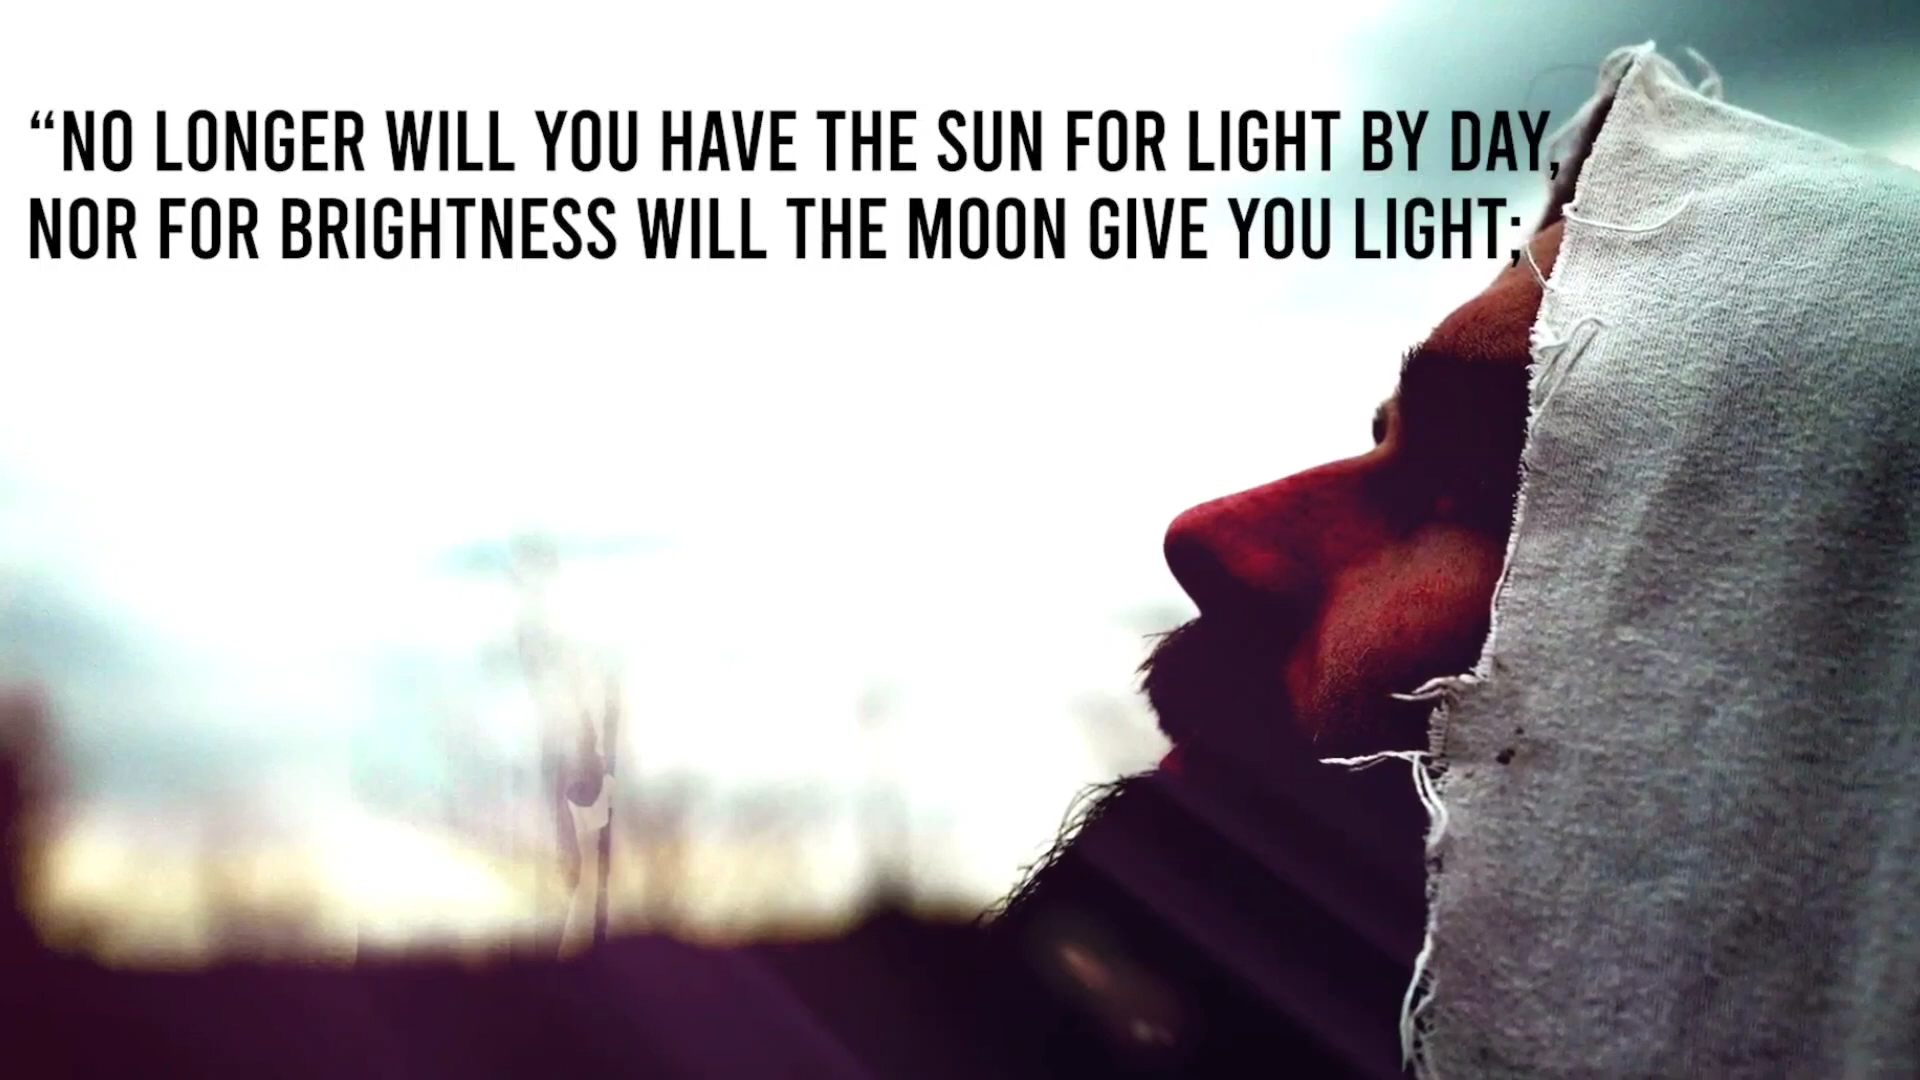 “NO LONGER WILL YOU HAVE THE SUN FOR LIGHT BY DAY,
NOR FOR BRIGHTNESS WILL THE MOON GIVE YOU LIGHT;